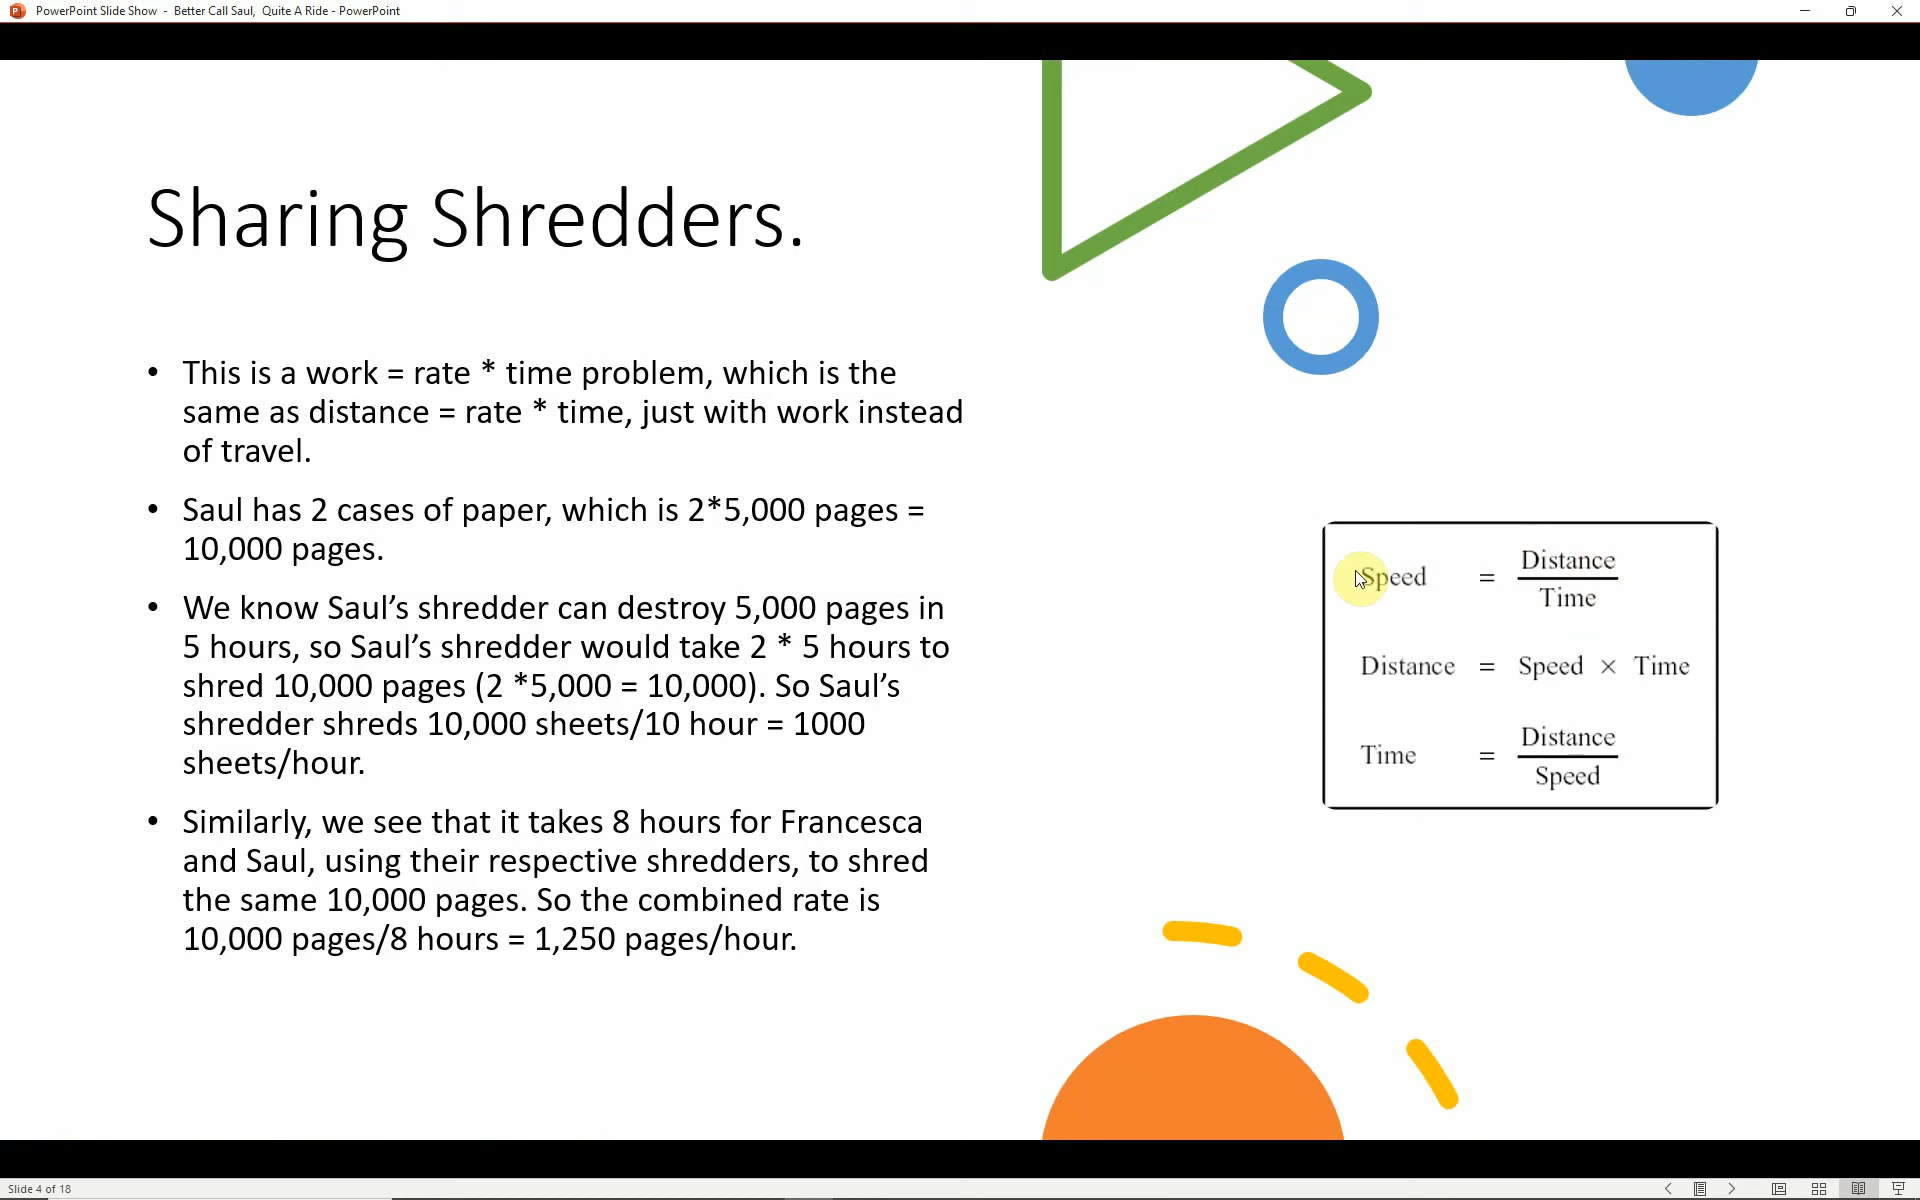 PowerPoint Slide Show - Better Call Saul, Quite A Ride - PowerPoint
Sharing Shredders.
• This is a work = rate * time problem, which is the
same as distance = rate * time, just with work instead
of travel.
• Saul has 2 cases of paper, which is 2*5,000 pages =
10,000 pages.
• We know Saul's shredder can destroy 5,000 pages in
5 hours, so Saul's shredder would take 2 * 5 hours to
shred 10,000 pages (2 *5,000 = 10,000). So Saul's
shredder shreds 10,000 sheets/10 hour = 1000
sheets/hour.
• Similarly, we see that it takes 8 hours for Francesca
and Saul, using their respective shredders, to shred
the same 10,000 pages. So the combined rate is
10,000 pages/8 hours = 1,250 pages/hour.
Speed = Distance
Time
Distance = Speed × Time
Time = Distance
Speed
Slide 4 of 18